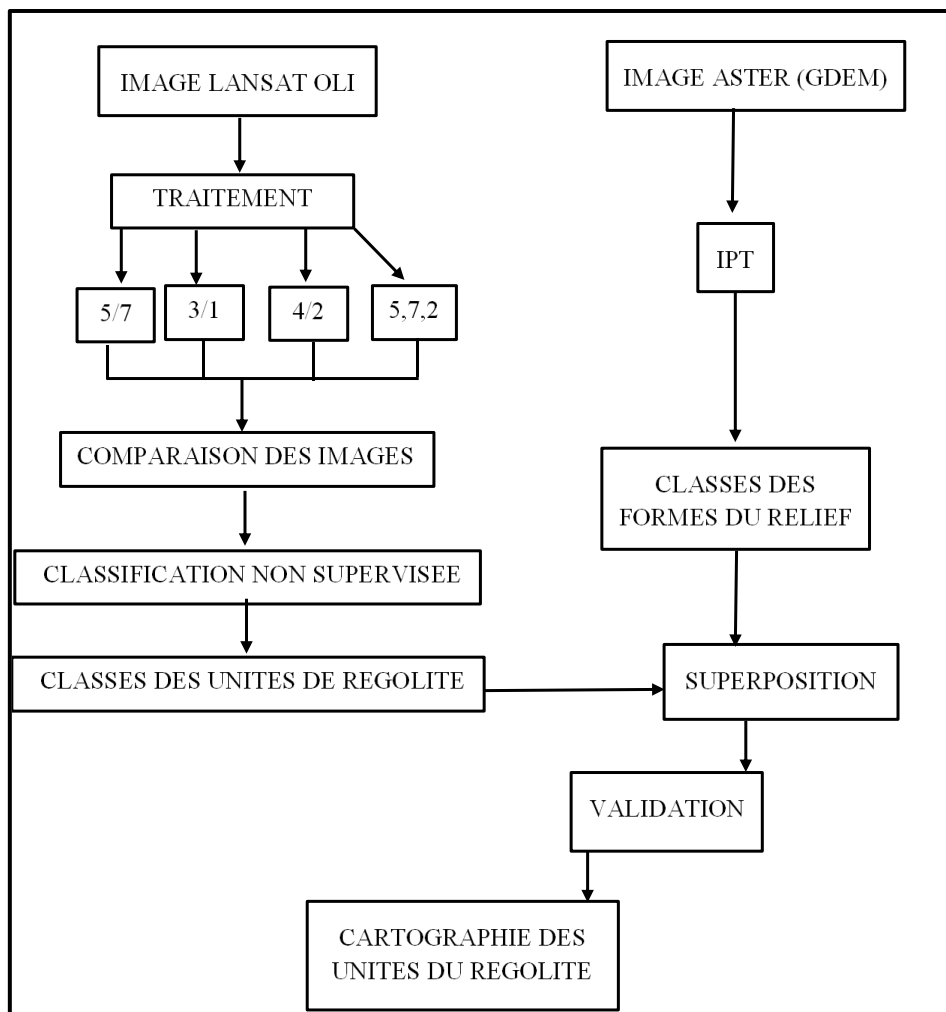 IMAGE LANSAT OLI
IMAGE ASTER (GDEM)
TRAITEMENT
IPT
5/7
3/1
4/2
5,7,2
COMPARAISON DES IMAGES
CLASSES DES
FORMES DU RELIEF
CLASSIFICATION NON SUPERVISEE
CLASSES DES UNITES DE REGOLITE
SUPERPOSITION
VALIDATION
CARTOGRAPHIE DES
UNITES DU REGOLITE